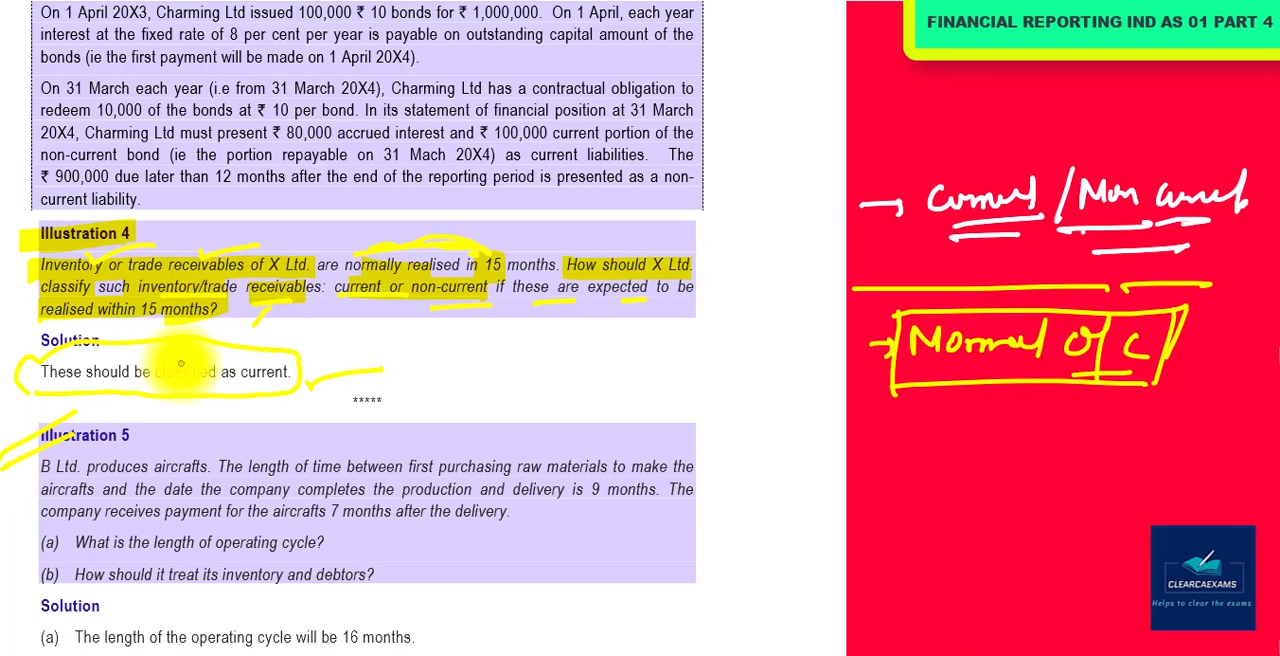 On 1 April 20X3, Charming Ltd issued 100,000 ₹ 10 bonds for ₹ 1,000,000. On 1 April, each year
interest at the fixed rate of 8 per cent per year is payable on outstanding capital amount of the
bonds (ie the first payment will be made on 1 April 20X4).
On 31 March each year (i.e from 31 March 20X4), Charming Ltd has a contractual obligation to
redeem 10,000 of the bonds at ₹ 10 per bond. In its statement of financial position at 31 March
20X4, Charming Ltd must present ₹ 80,000 accrued interest and ₹ 100,000 current portion of the
non-current bond (ie the portion repayable on 31 Mach 20X4) as current liabilities. The
₹ 900,000 due later than 12 months after the end of the reporting period is presented as a non-
current liability.
Illustration 4
Inventory or trade receivables of X Ltd. are normally realised in 15 months. How should X Ltd.
classify such inventory/trade receivables: current or non-current if these are expected to be
realised within 15 months?
Solution
These should be classified as current.
*****
Illustration 5
B Ltd. produces aircrafts. The length of time between first purchasing raw materials to make the
aircrafts and the date the company completes the production and delivery is 9 months. The
company receives payment for the aircrafts 7 months after the delivery.
(a) What is the length of operating cycle?
(b) How should it treat its inventory and debtors?
Solution
(a) The length of the operating cycle will be 16 months.
FINANCIAL REPORTING IND AS 01 PART 4
→ Current / Non current
→ Normal O/C
CLEARCAEXAMS
Helps to clear the exams